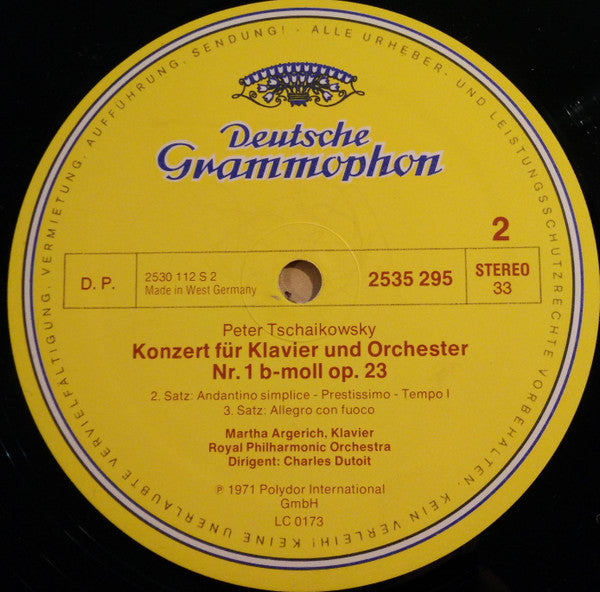 ALLE URHEBER- UND LEISTUNGSSCHUTZRECHTE VORBEHALTEN. KEIN VERLEIH! KEINE UNERLAUBTE VERVIELFÄLTIGUNG, VERMIETUNG, AUFFÜHRUNG, SENDUNG! ·
Deutsche
Grammophon
2
D. P.
2530 112 S 2
Made in West Germany
2535 295
STEREO
33
Peter Tschaikowsky
Konzert für Klavier und Orchester
Nr. 1 b-moll op. 23
2. Satz: Andantino simplice - Prestissimo - Tempo I
3. Satz: Allegro con fuoco
Martha Argerich, Klavier
Royal Philharmonic Orchestra
Dirigent: Charles Dutoit
℗ 1971 Polydor International
GmbH
LC 0173